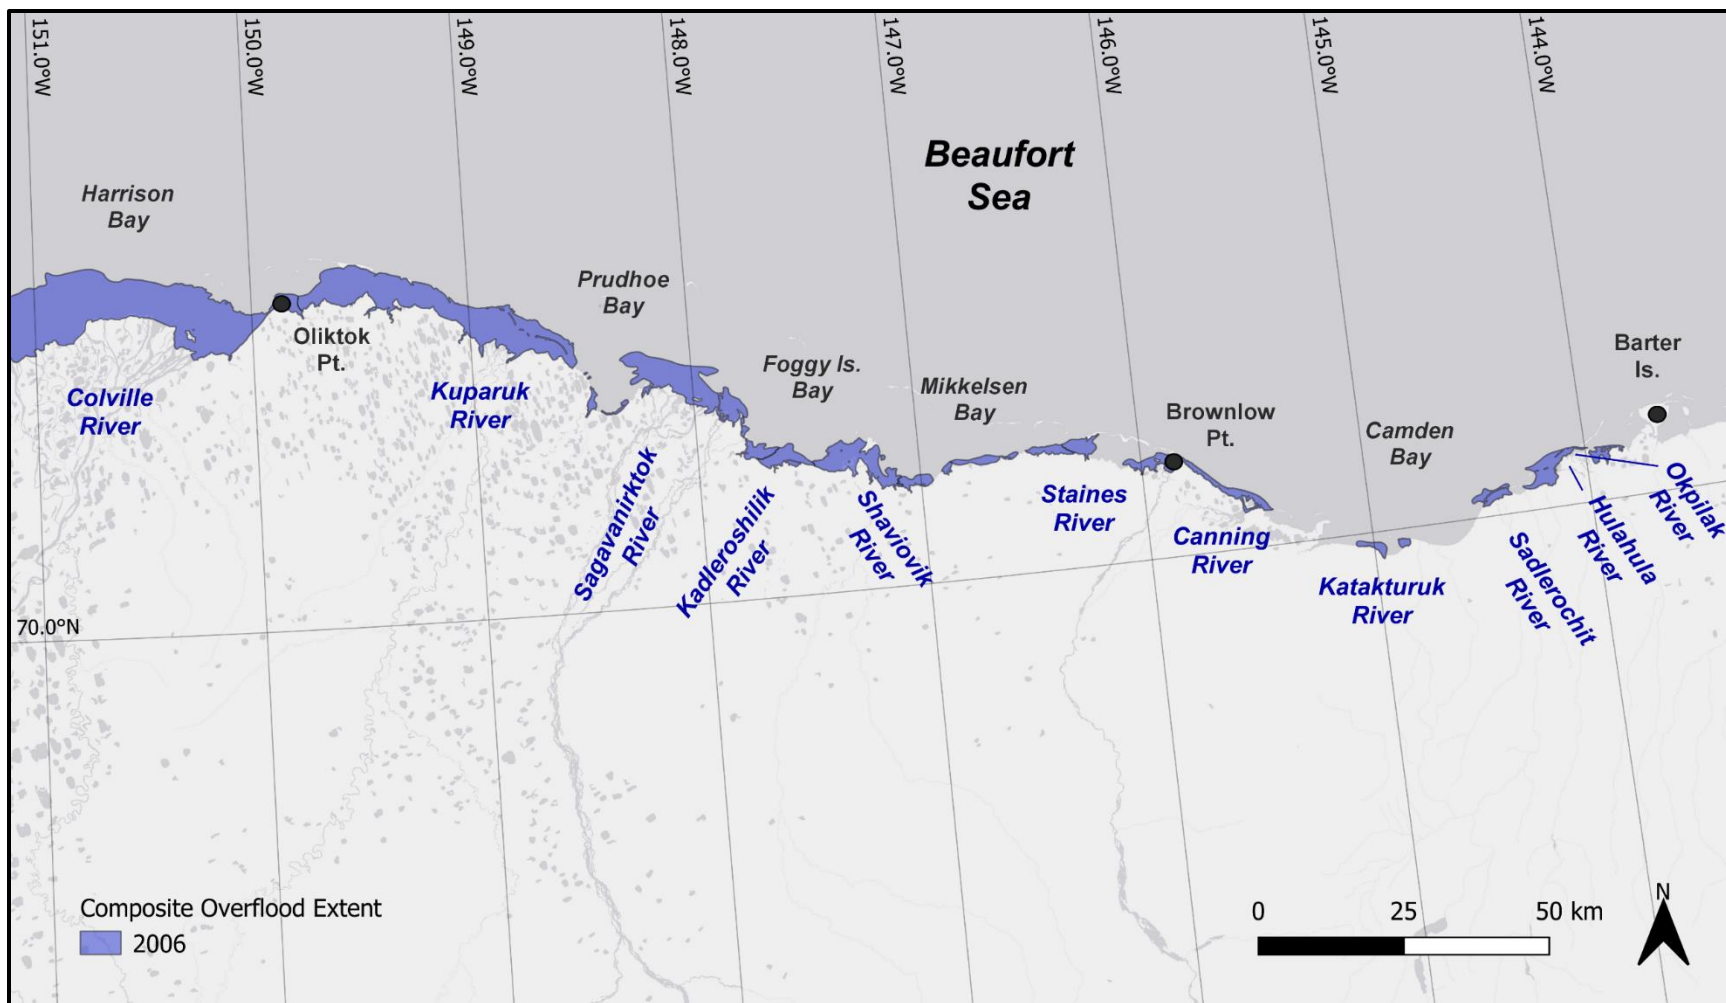 151.0°W
150.0°W
149.0°W
148.0°W
147.0°W
146.0°W
145.0°W
144.0°W
Beaufort
Sea
Harrison
Bay
Prudhoe
Bay
Foggy Is.
Bay
Mikkelsen
Bay
Brownlow
Pt.
Camden
Bay
Barter
Is.
Oliktok
Pt.
Colville
River
Kuparuk
River
Sagavanirktok
River
Kadleroshilik
River
Shaviovik
River
Staines
River
Canning
River
Katakturuk
River
Sadlerochit
River
Hulahula
River
Okpilak
River
70.0°N
Composite Overflood Extent
2006
0 25 50 km
N